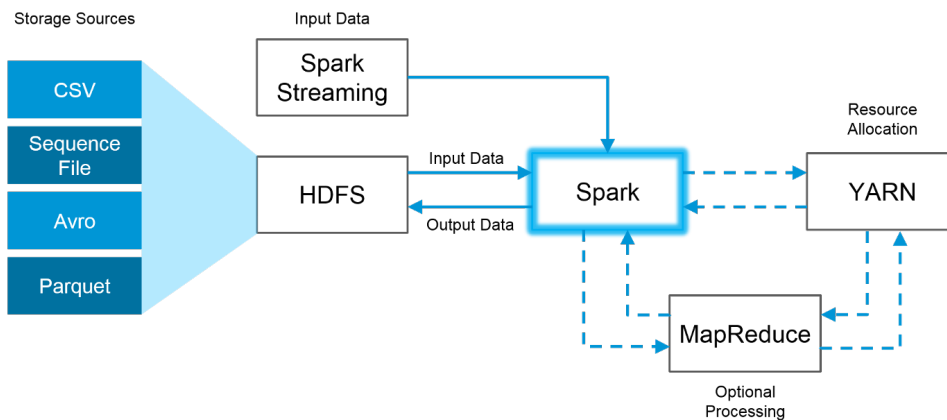 Storage Sources
Input Data
CSV
Sequence
File
Avro
Parquet
Spark
Streaming
HDFS
Input Data
Output Data
Spark
Resource
Allocation
YARN
MapReduce
Optional
Processing